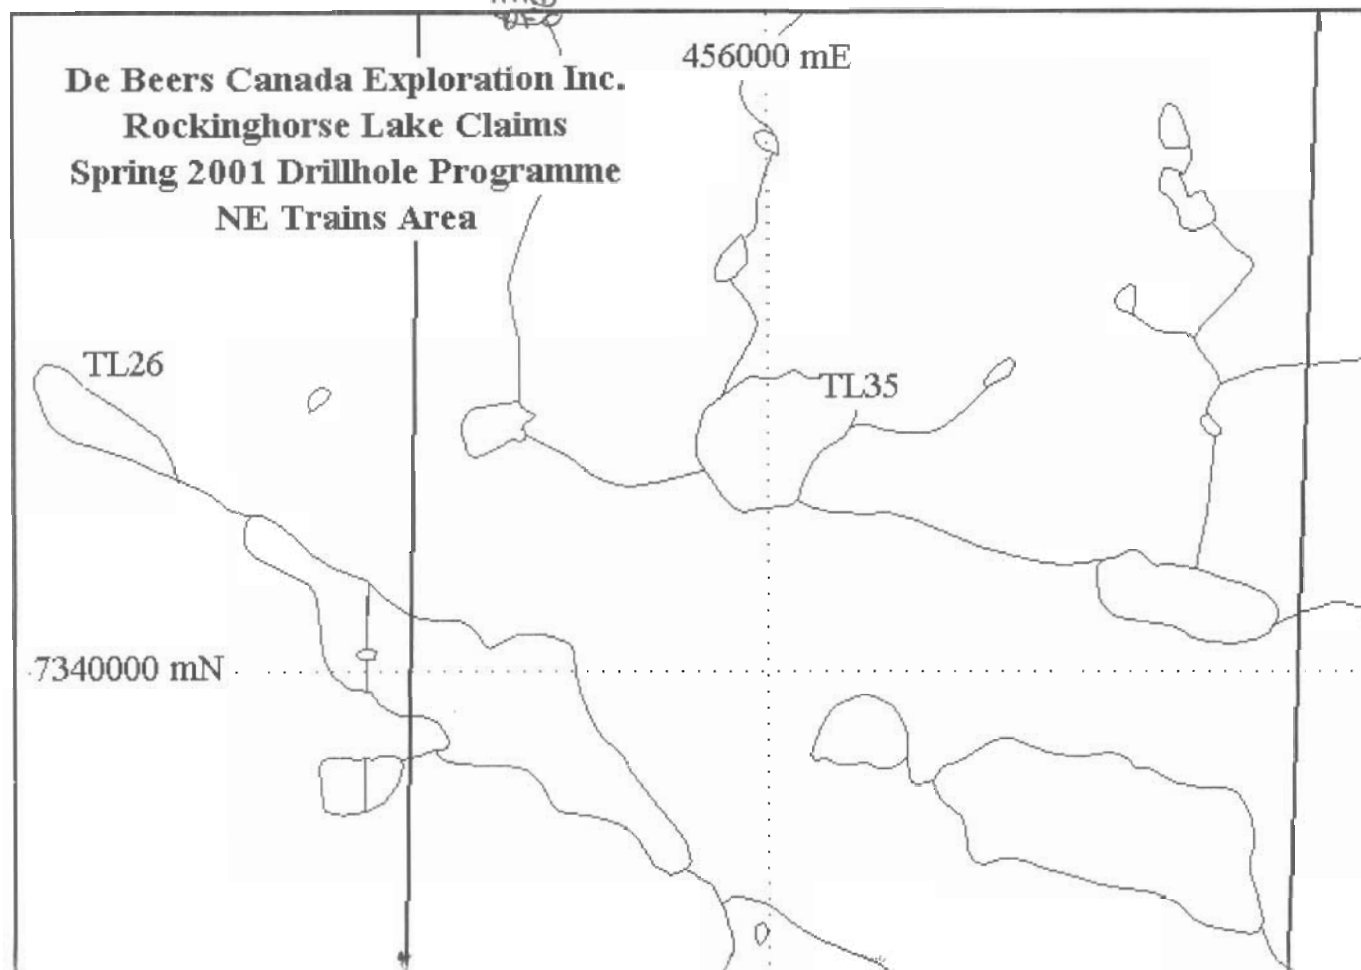 456000 mE
De Beers Canada Exploration Inc.
Rockinghorse Lake Claims
Spring 2001 Drillhole Programme
NE Trains Area
TL26
TL35
7340000 mN